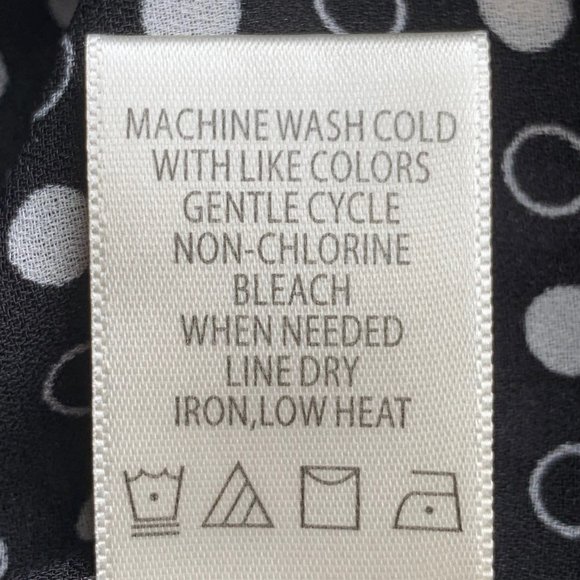 MACHINE WASH COLD
WITH LIKE COLORS
GENTLE CYCLE
NON-CHLORINE
BLEACH
WHEN NEEDED
LINE DRY
IRON,LOW HEAT